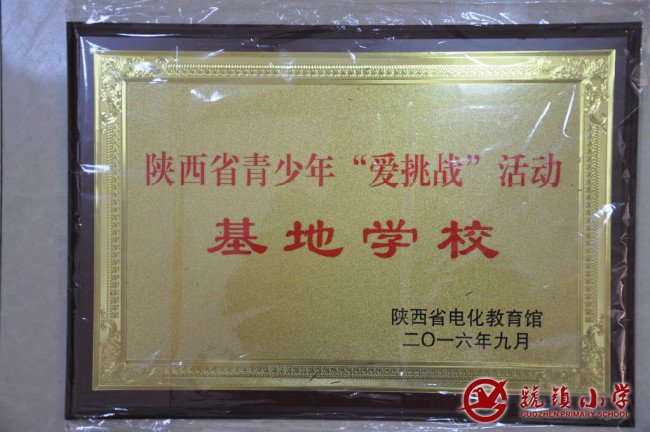 陕西省青少年“爱挑战”活动
基地学校
陕西省电化教育馆
二〇一六年九月
虢镇小学
GUOZHEN PRIMARY SCHOOL